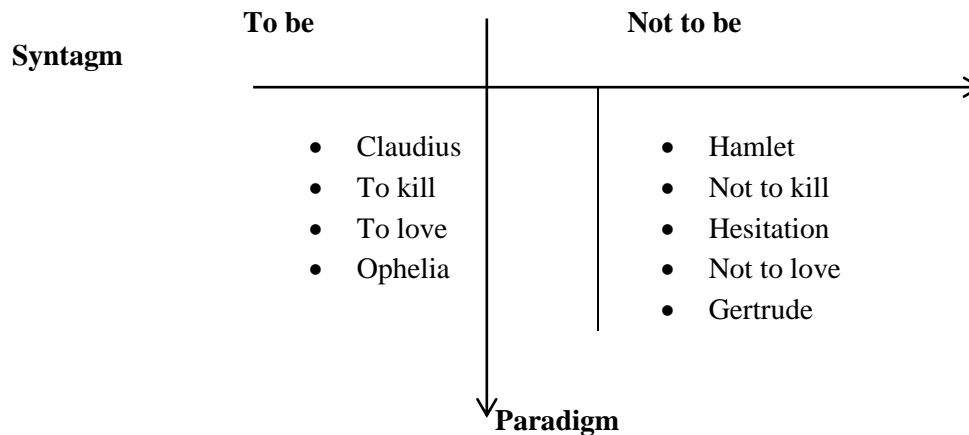 To be Not to be
Syntagm
• Claudius • Hamlet
• To kill • Not to kill
• To love • Hesitation
• Ophelia • Not to love
• Gertrude
Paradigm